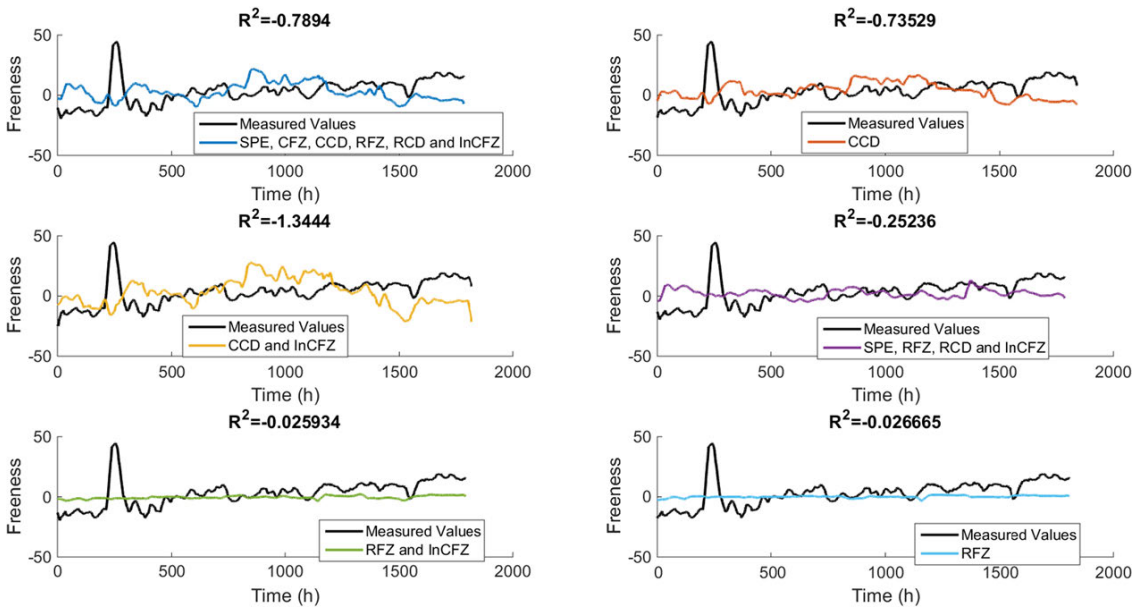 R²=-0.7894
50
0
-50
Freeness
Measured Values
SPE, CFZ, CCD, RFZ, RCD and InCFZ
0 500 1000 1500 2000
Time (h)
R²=-0.73529
50
0
-50
Freeness
Measured Values
CCD
0 500 1000 1500 2000
Time (h)
R²=-1.3444
50
0
-50
Freeness
Measured Values
CCD and InCFZ
0 500 1000 1500 2000
Time (h)
R²=-0.25236
50
0
-50
Freeness
Measured Values
SPE, RFZ, RCD and InCFZ
0 500 1000 1500 2000
Time (h)
R²=-0.025934
50
0
-50
Freeness
Measured Values
RFZ and InCFZ
0 500 1000 1500 2000
Time (h)
R²=-0.026665
50
0
-50
Freeness
Measured Values
RFZ
0 500 1000 1500 2000
Time (h)